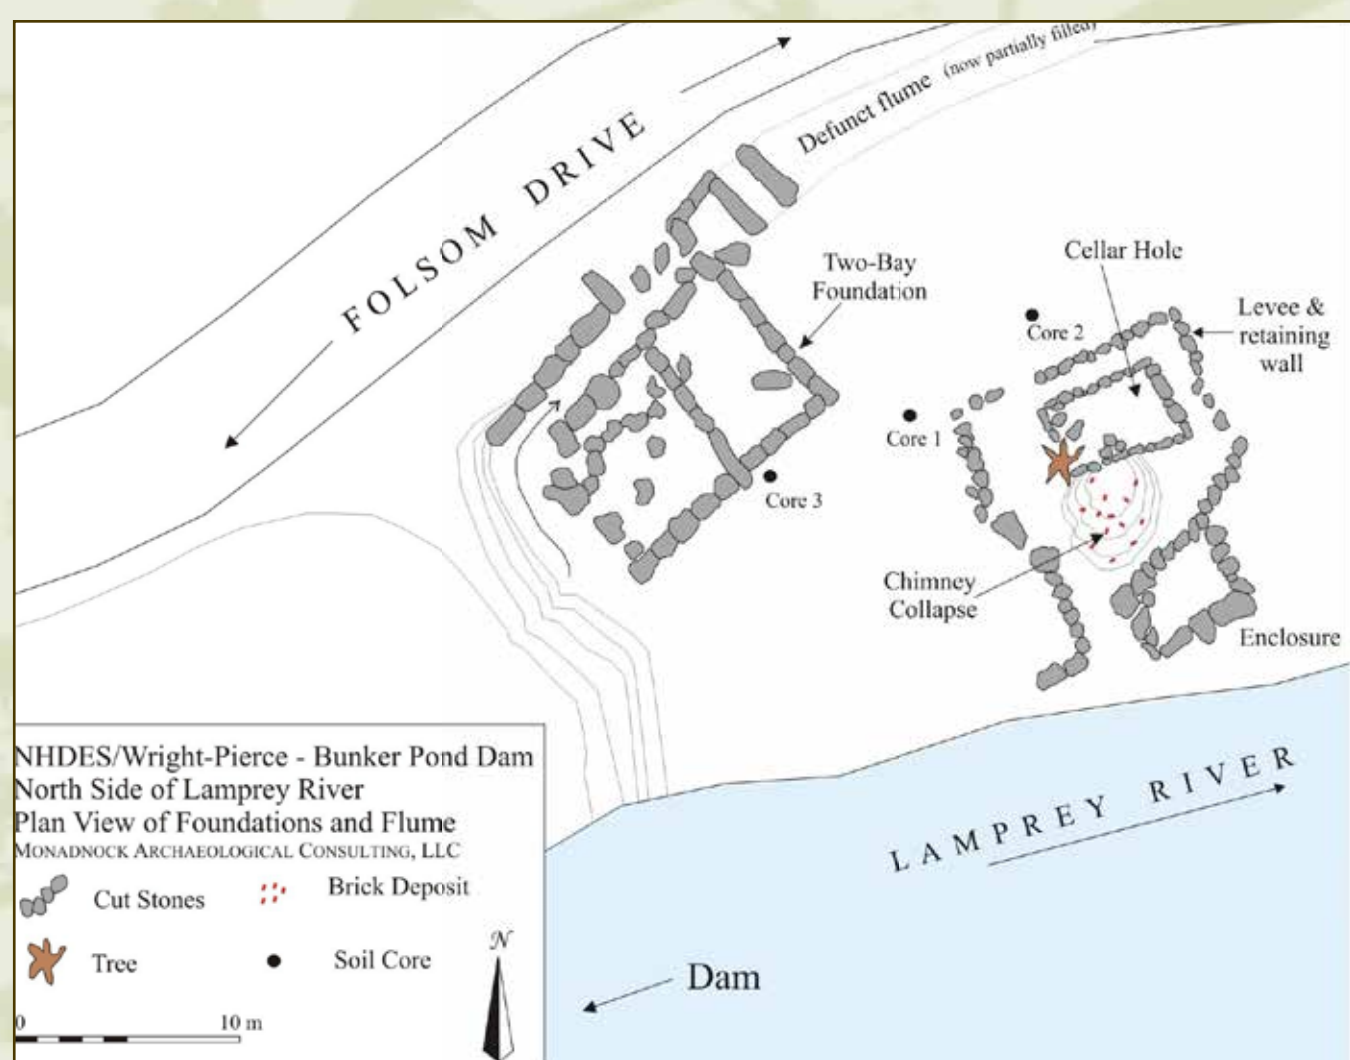 FOLSOM DRIVE
Defunct flume (now partially filled)
Two-Bay
Foundation
Cellar Hole
Levee &
retaining
wall
Core 2
Core 1
Core 3
Chimney
Collapse
Enclosure
LAMPREY RIVER
Dam
NHDES/Wright-Pierce - Bunker Pond Dam
North Side of Lamprey River
Plan View of Foundations and Flume
MONADNOCK ARCHAEOLOGICAL CONSULTING, LLC
Cut Stones
Brick Deposit
Tree
Soil Core
N
0 10 m